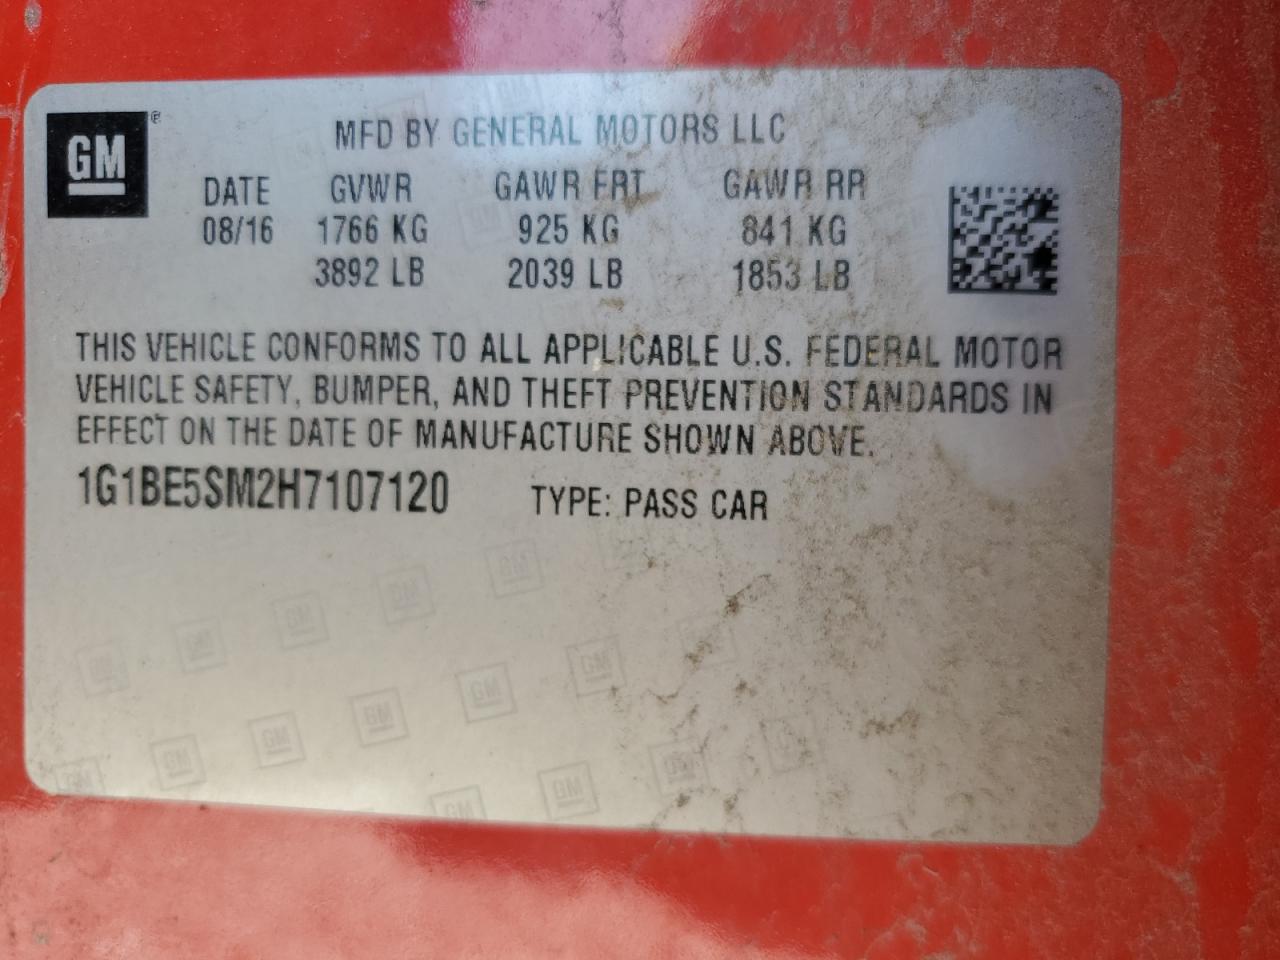 GM®
MFD BY GENERAL MOTORS LLC
DATE GVWR GAWR FRT GAWR RR
08/16 1766 KG 925 KG 841 KG
3892 LB 2039 LB 1853 LB
THIS VEHICLE CONFORMS TO ALL APPLICABLE U.S. FEDERAL MOTOR
VEHICLE SAFETY, BUMPER, AND THEFT PREVENTION STANDARDS IN
EFFECT ON THE DATE OF MANUFACTURE SHOWN ABOVE.
1G1BE5SM2H7107120 TYPE: PASS CAR